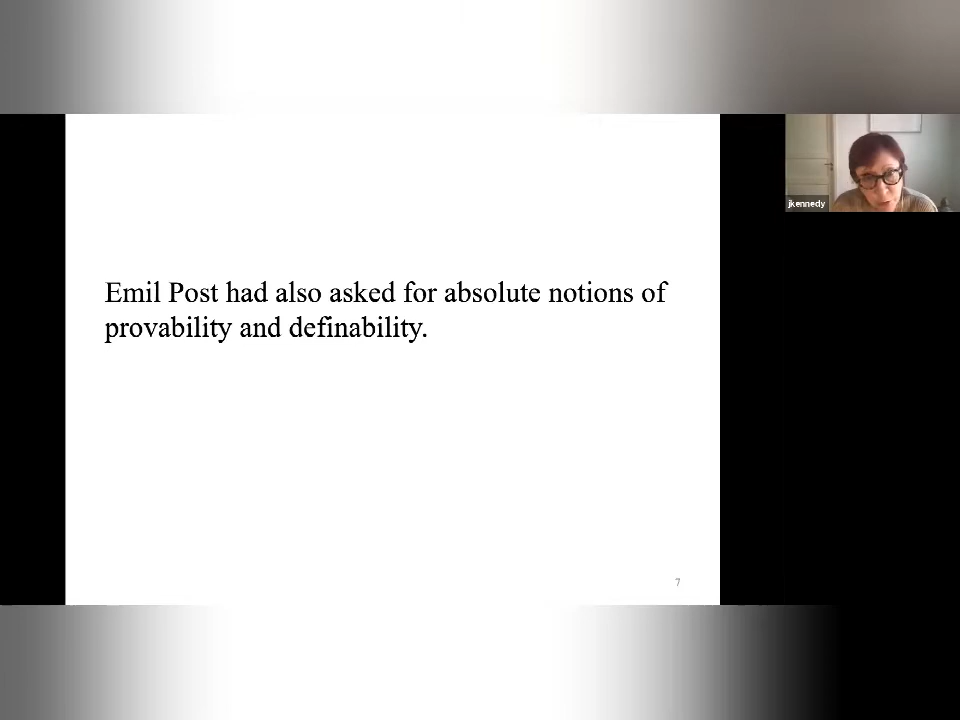 Emil Post had also asked for absolute notions of
provability and definability.
7
jkennedy